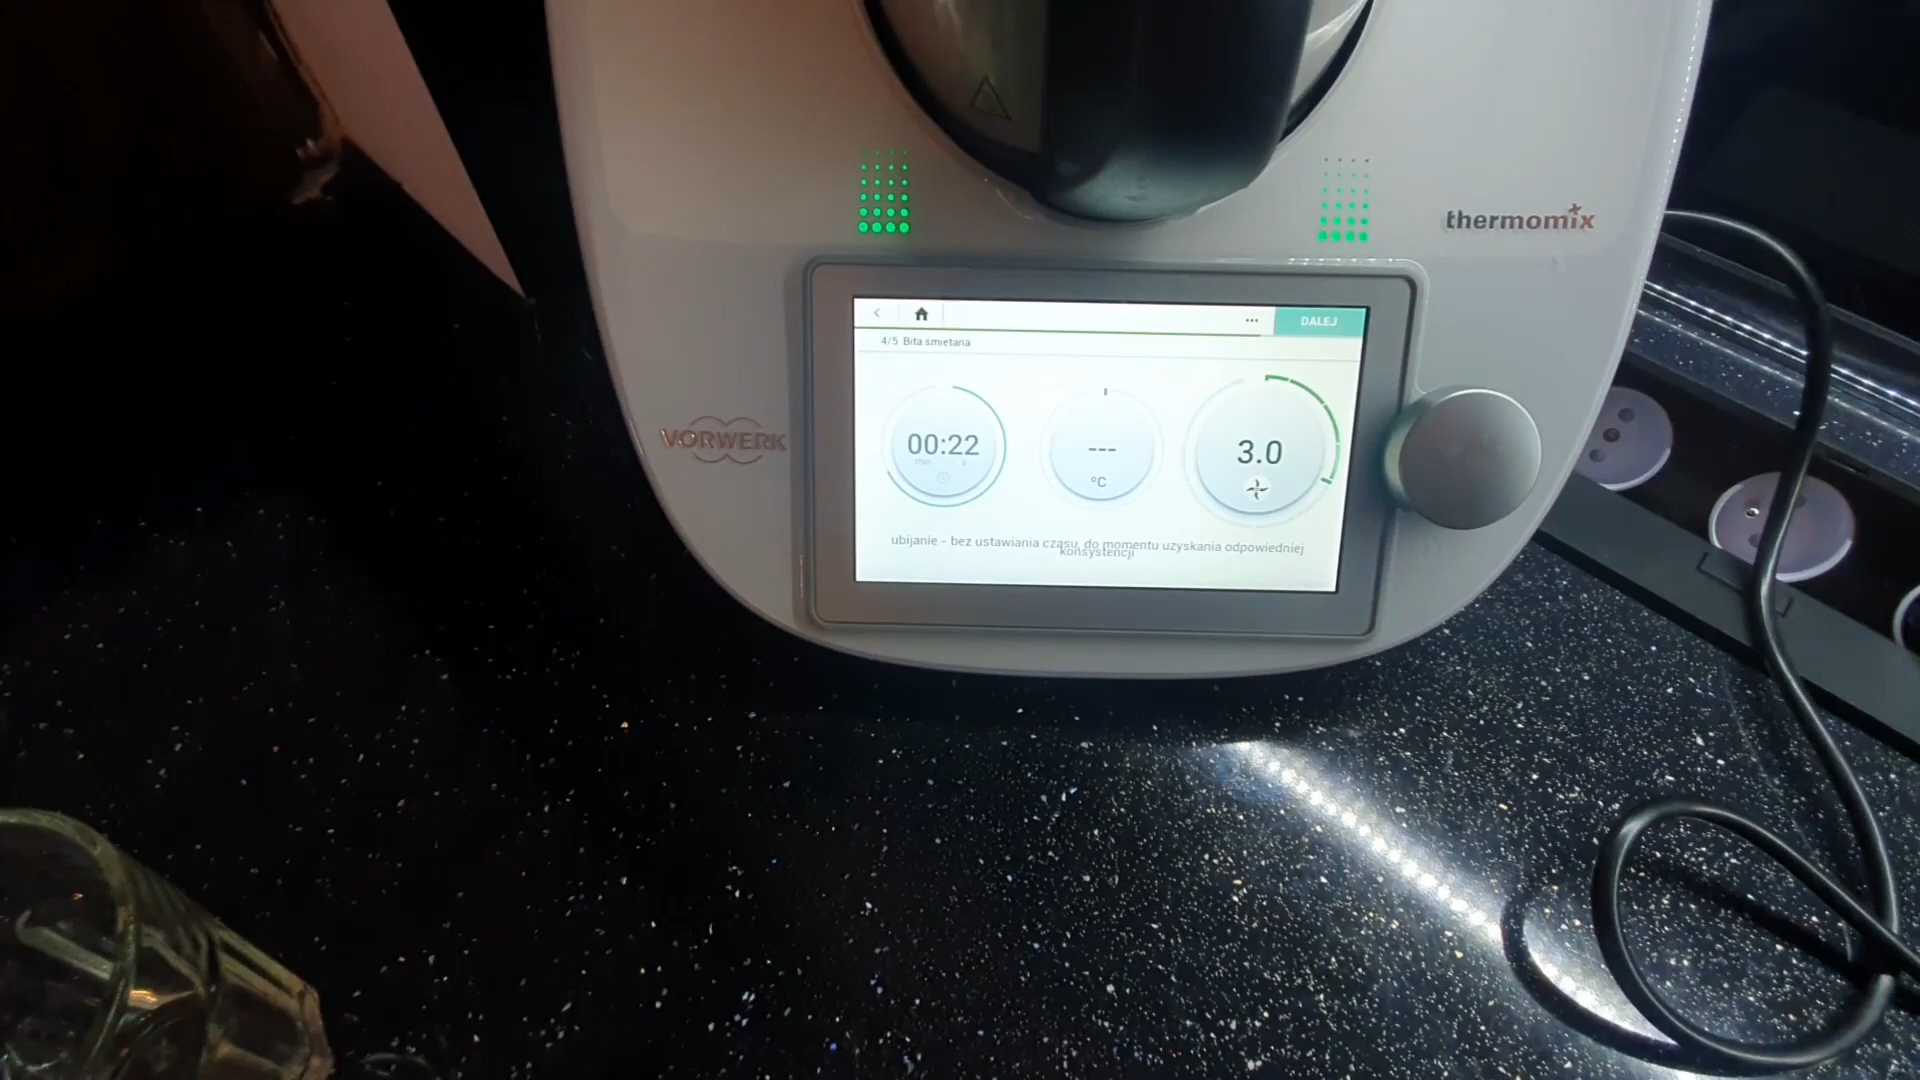 thermomix
VORWERK
DALEJ
4/5 Bita śmietana
00:22
min s
---
°C
3.0
ubijanie - bez ustawiania czasu, do momentu uzyskania odpowiedniej
konsystencji